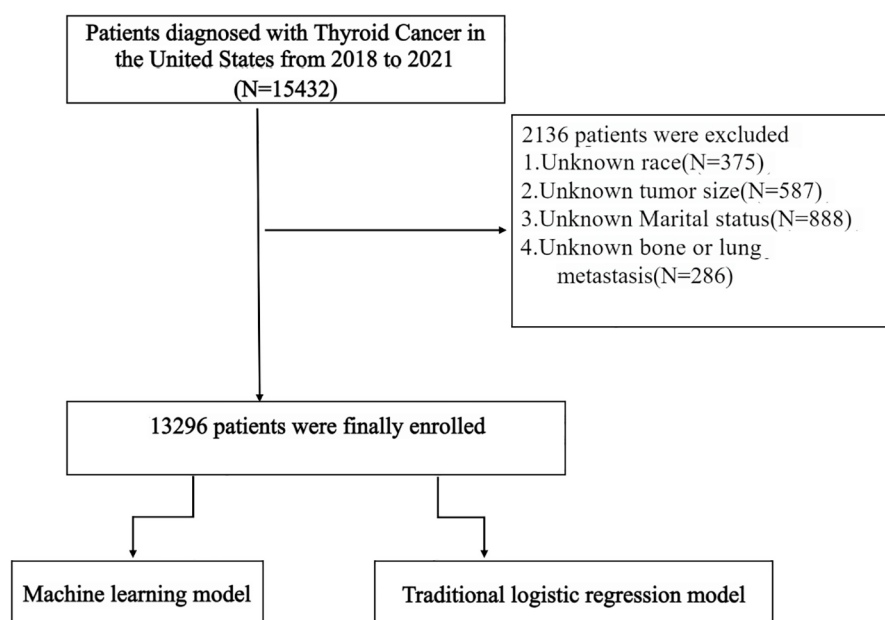 Patients diagnosed with Thyroid Cancer in
the United States from 2018 to 2021
(N=15432)
2136 patients were excluded
1.Unknown race(N=375)
2.Unknown tumor size(N=587)
3.Unknown Marital status(N=888)
4.Unknown bone or lung
metastasis(N=286)
13296 patients were finally enrolled
Machine learning model
Traditional logistic regression model